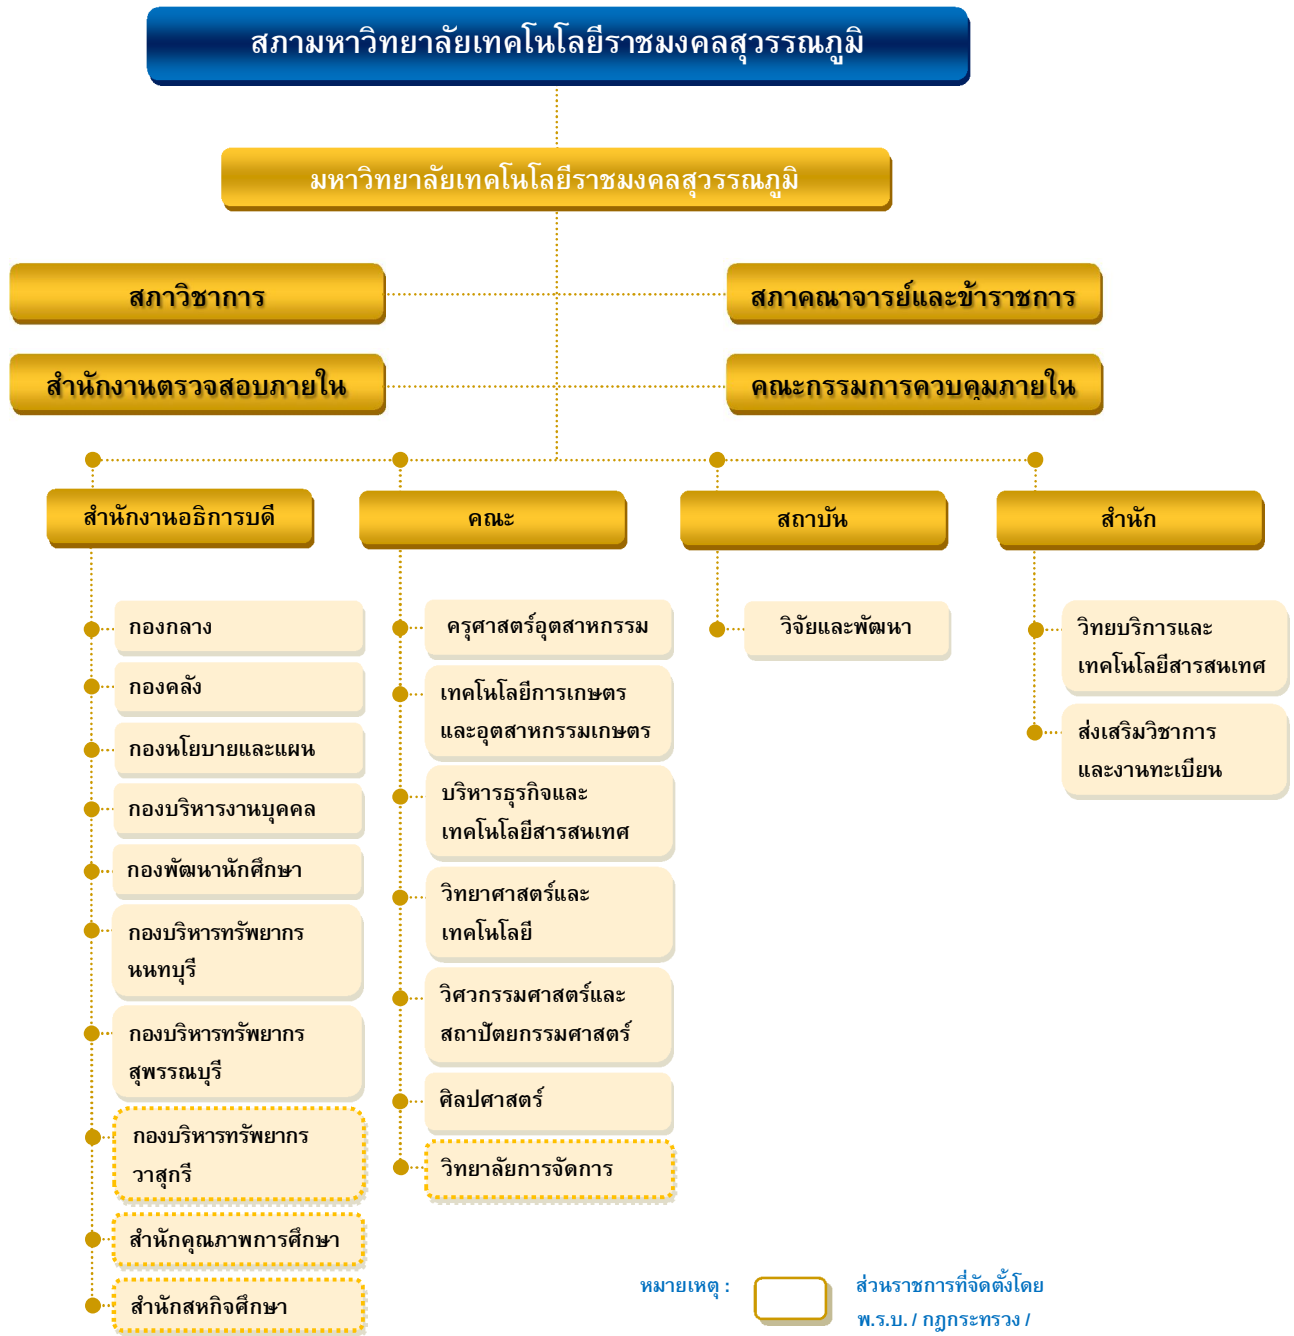 สภามหาวิทยาลัยเทคโนโลยีราชมงคลสุวรรณภูมิ
มหาวิทยาลัยเทคโนโลยีราชมงคลสุวรรณภูมิ
สภาวิชาการ
สภาคณาจารย์และข้าราชการ
สำนักงานตรวจสอบภายใน
คณะกรรมการควบคุมภายใน
สำนักงานอธิการบดี
กองกลาง
กองคลัง
กองนโยบายและแผน
กองบริหารงานบุคคล
กองพัฒนานักศึกษา
กองบริหารทรัพยากร
นนทบุรี
กองบริหารทรัพยากร
สุพรรณบุรี
กองบริหารทรัพยากร
วาสุกรี
สำนักคุณภาพการศึกษา
สำนักสหกิจศึกษา
คณะ
ครุศาสตร์อุตสาหกรรม
เทคโนโลยีการเกษตร
และอุตสาหกรรมเกษตร
บริหารธุรกิจและ
เทคโนโลยีสารสนเทศ
วิทยาศาสตร์และ
เทคโนโลยี
วิศวกรรมศาสตร์และ
สถาปัตยกรรมศาสตร์
ศิลปศาสตร์
วิทยาลัยการจัดการ
สถาบัน
วิจัยและพัฒนา
สำนัก
วิทยบริการและ
เทคโนโลยีสารสนเทศ
ส่งเสริมวิชาการ
และงานทะเบียน
หมายเหตุ :
ส่วนราชการที่จัดตั้งโดย
พ.ร.บ. / กฎกระทรวง /